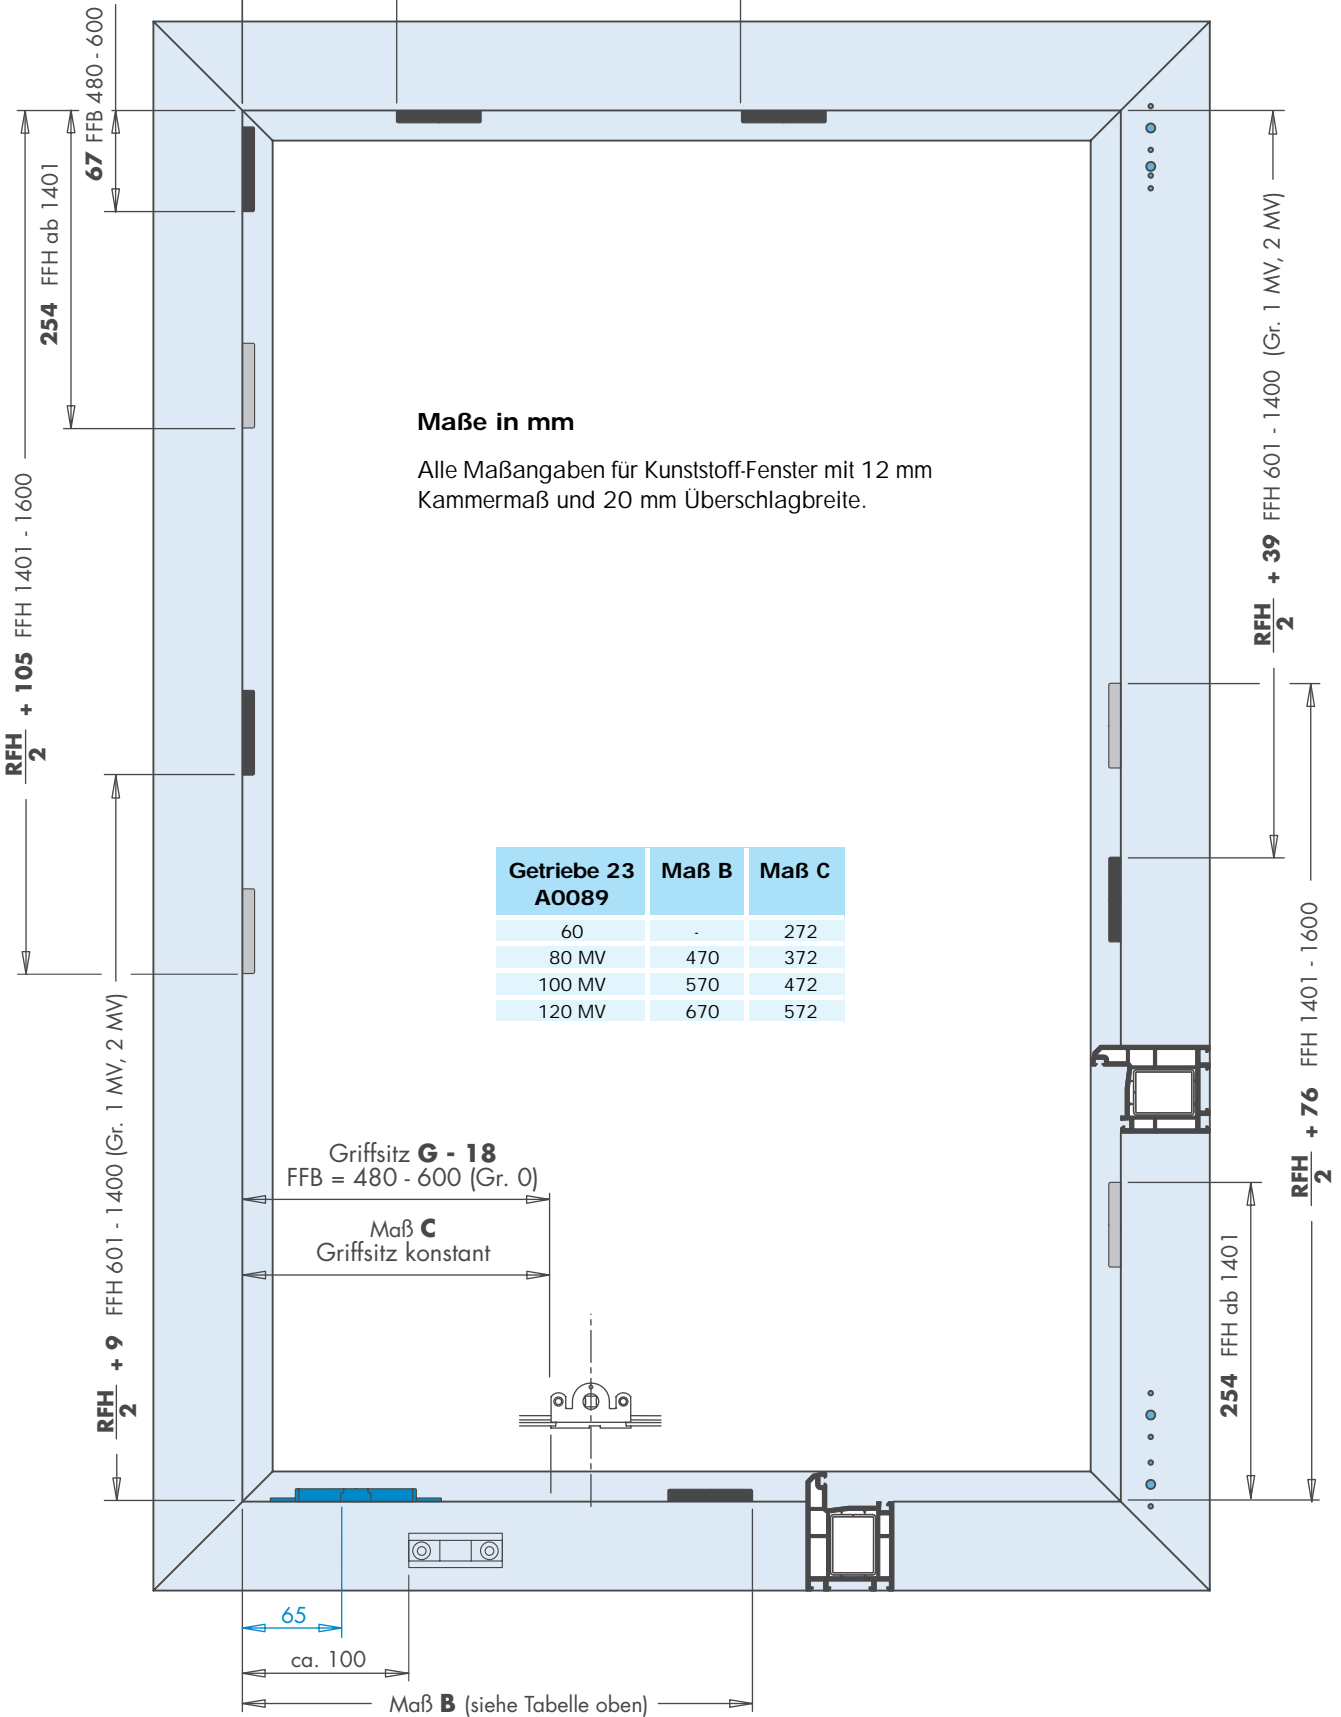 67 FFB 480 - 600
254 FFH ab 1401
RFH/2 + 105 FFH 1401 - 1600
RFH/2 + 9 FFH 601 - 1400 (Gr. 1 MV, 2 MV)
Maße in mm
Alle Maßangaben für Kunststoff-Fenster mit 12 mm
Kammermaß und 20 mm Überschlagbreite.
Getriebe 23 Maß B Maß C
A0089
60 - 272
80 MV 470 372
100 MV 570 472
120 MV 670 572
RFH/2 + 39 FFH 601 - 1400 (Gr. 1 MV, 2 MV)
RFH/2 + 76 FFH 1401 - 1600
254 FFH ab 1401
Griffsitz G - 18
FFB = 480 - 600 (Gr. 0)
Maß C
Griffsitz konstant
65
ca. 100
Maß B (siehe Tabelle oben)